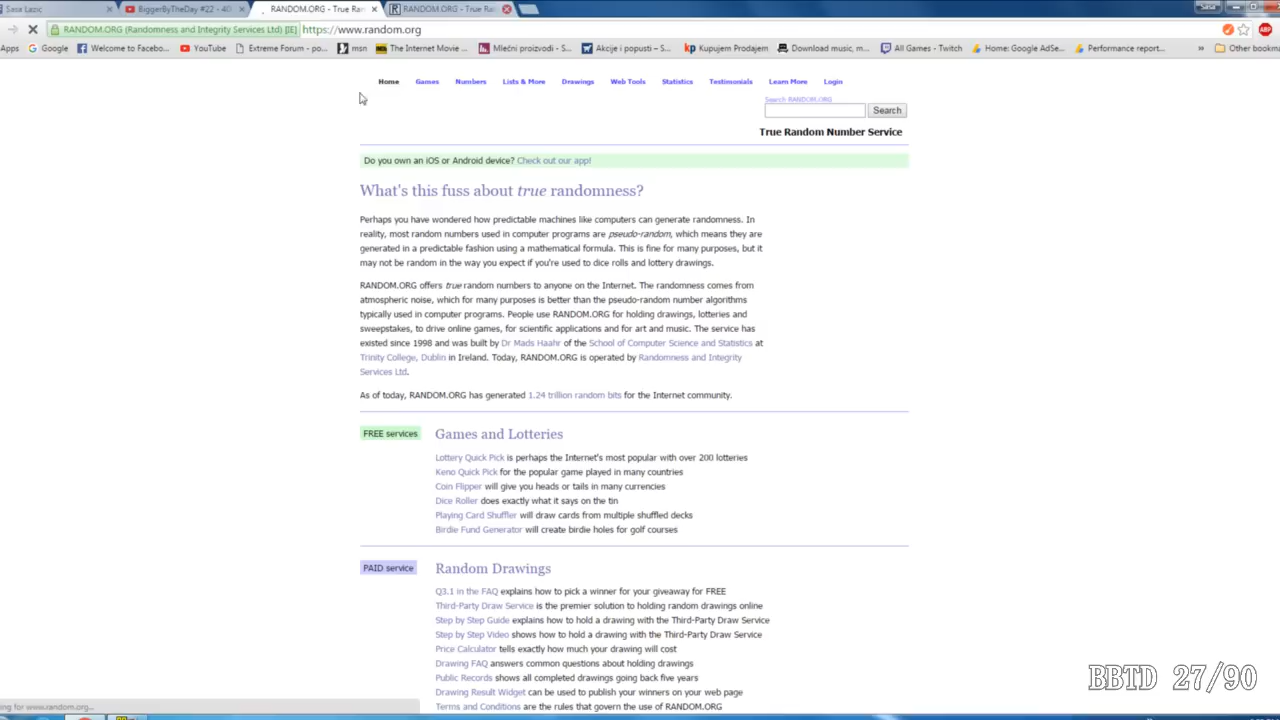 Sasa Lazic
BiggerByTheDay #22 - 40
RANDOM.ORG - True Ran
RANDOM.ORG - True Ra
Sasa
RANDOM.ORG (Randomness and Integrity Services Ltd) [IE]
https://www.random.org
Apps
Google
Welcome to Faceboo...
YouTube
Extreme Forum - po...
msn
The Internet Movie ...
Mlečni proizvodi - S...
Akcije i popusti – S...
Kupujem Prodajem
Download music, m...
All Games - Twitch
Home: Google AdSe...
Performance report...
»
Other bookma
Home
Games
Numbers
Lists & More
Drawings
Web Tools
Statistics
Testimonials
Learn More
Login
Search RANDOM.ORG
Search
True Random Number Service
Do you own an iOS or Android device? Check out our app!
What's this fuss about true randomness?
Perhaps you have wondered how predictable machines like computers can generate randomness. In
reality, most random numbers used in computer programs are pseudo-random, which means they are
generated in a predictable fashion using a mathematical formula. This is fine for many purposes, but it
may not be random in the way you expect if you're used to dice rolls and lottery drawings.
RANDOM.ORG offers true random numbers to anyone on the Internet. The randomness comes from
atmospheric noise, which for many purposes is better than the pseudo-random number algorithms
typically used in computer programs. People use RANDOM.ORG for holding drawings, lotteries and
sweepstakes, to drive online games, for scientific applications and for art and music. The service has
existed since 1998 and was built by Dr Mads Haahr of the School of Computer Science and Statistics at
Trinity College, Dublin in Ireland. Today, RANDOM.ORG is operated by Randomness and Integrity
Services Ltd.
As of today, RANDOM.ORG has generated 1.24 trillion random bits for the Internet community.
FREE services
Games and Lotteries
Lottery Quick Pick is perhaps the Internet's most popular with over 200 lotteries
Keno Quick Pick for the popular game played in many countries
Coin Flipper will give you heads or tails in many currencies
Dice Roller does exactly what it says on the tin
Playing Card Shuffler will draw cards from multiple shuffled decks
Birdie Fund Generator will create birdie holes for golf courses
PAID service
Random Drawings
Q3.1 in the FAQ explains how to pick a winner for your giveaway for FREE
Third-Party Draw Service is the premier solution to holding random drawings online
Step by Step Guide explains how to hold a drawing with the Third-Party Draw Service
Step by Step Video shows how to hold a drawing with the Third-Party Draw Service
Price Calculator tells exactly how much your drawing will cost
Drawing FAQ answers common questions about holding drawings
Public Records shows all completed drawings going back five years
Drawing Result Widget can be used to publish your winners on your web page
Terms and Conditions are the rules that govern the use of RANDOM.ORG
ing for www.random.org...
BBTD 27/90